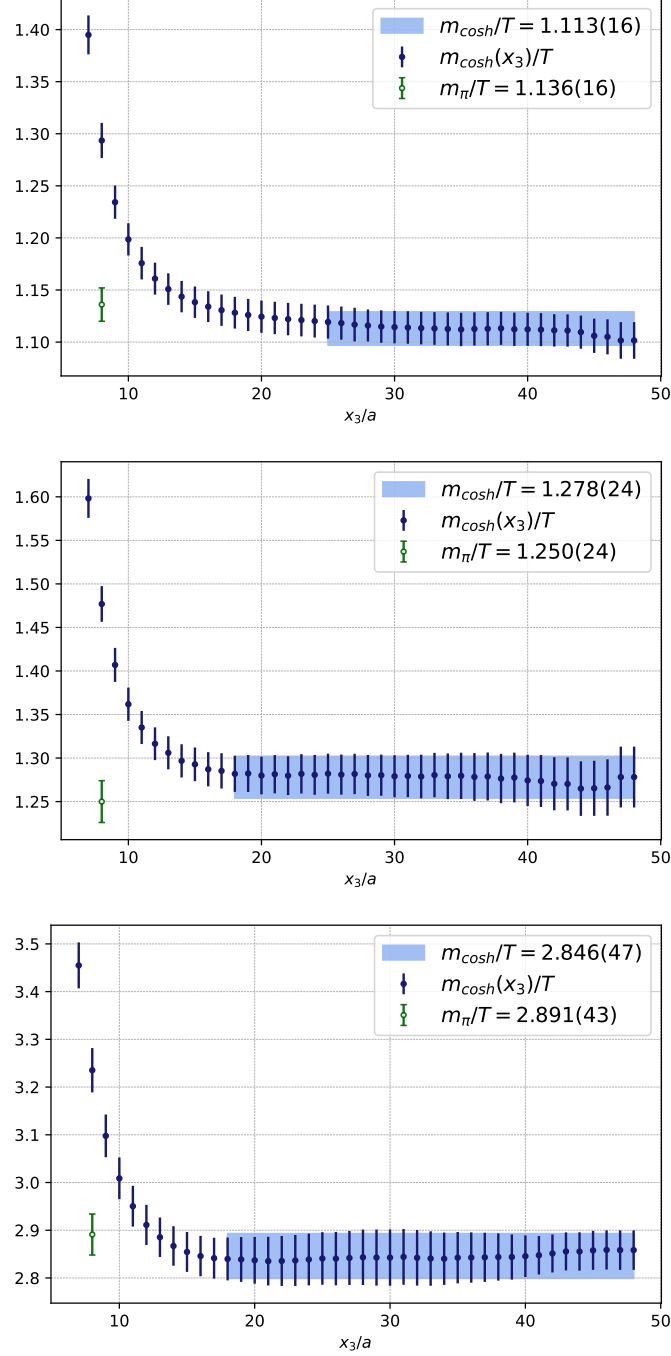 1.40
1.35
1.30
1.25
1.20
1.15
1.10
m_cosh/T = 1.113(16)
m_cosh(x_3)/T
m_π/T = 1.136(16)
10 20 30 40 50
x_3/a
1.60
1.55
1.50
1.45
1.40
1.35
1.30
1.25
m_cosh/T = 1.278(24)
m_cosh(x_3)/T
m_π/T = 1.250(24)
10 20 30 40 50
x_3/a
3.5
3.4
3.3
3.2
3.1
3.0
2.9
2.8
m_cosh/T = 2.846(47)
m_cosh(x_3)/T
m_π/T = 2.891(43)
10 20 30 40 50
x_3/a